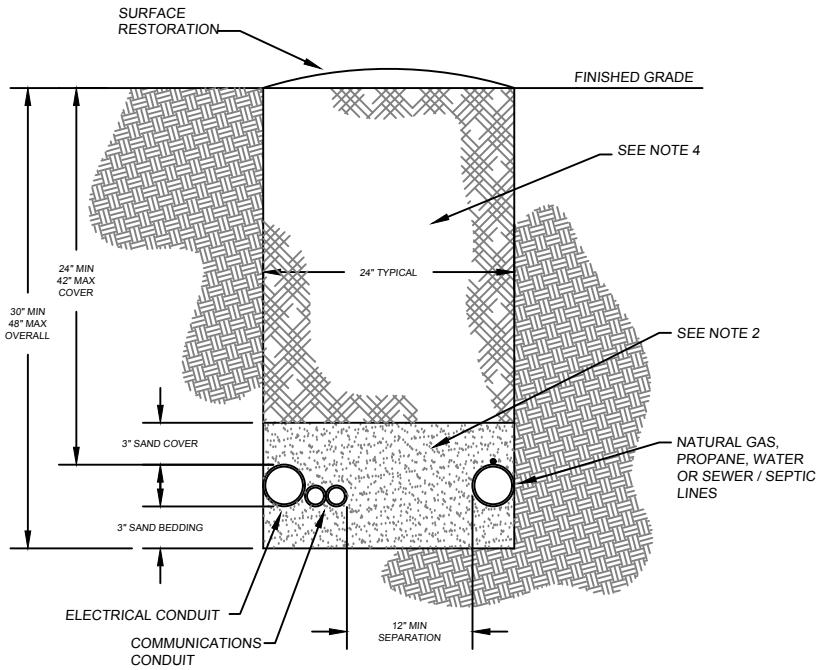 SURFACE
RESTORATION
FINISHED GRADE
SEE NOTE 4
24" MIN
42" MAX
COVER
24" TYPICAL
30" MIN
48" MAX
OVERALL
SEE NOTE 2
3" SAND COVER
NATURAL GAS,
PROPANE, WATER
OR SEWER / SEPTIC
LINES
3" SAND BEDDING
ELECTRICAL CONDUIT
COMMUNICATIONS
CONDUIT
12" MIN
SEPARATION